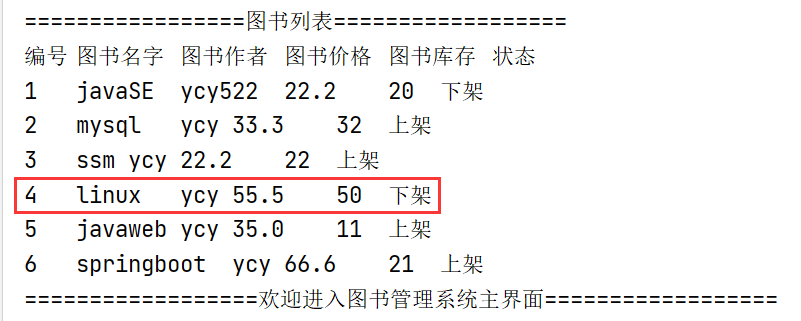 =================图书列表==================
编号 图书名字 图书作者 图书价格 图书库存 状态
1 javaSE ycy522 22.2 20 下架
2 mysql ycy 33.3 32 上架
3 ssm ycy 22.2 22 上架
4 linux ycy 55.5 50 下架
5 javaweb ycy 35.0 11 上架
6 springboot ycy 66.6 21 上架
==================欢迎进入图书管理系统主界面==================